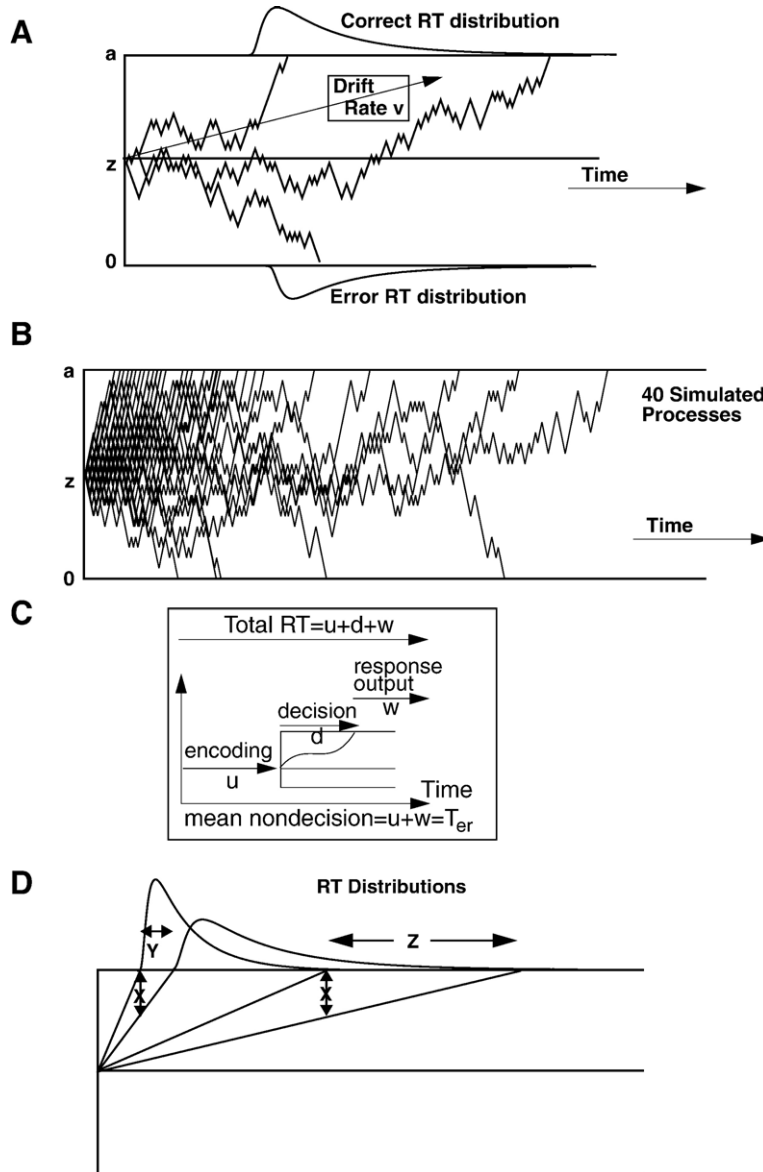 A
Correct RT distribution
a
Drift
Rate v
z
Time
0
Error RT distribution
B
a
40 Simulated
Processes
z
Time
0
C
Total RT=u+d+w
response
output
w
decision
d
encoding
u
Time
mean nondecision=u+w=Ter
D
RT Distributions
Y
Z
X
X